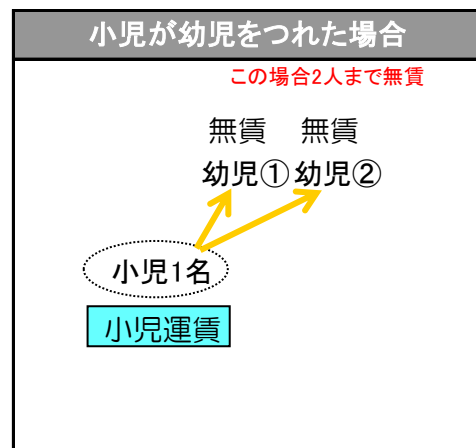 小児が幼児をつれた場合
この場合2人まで無賃
無賃 無賃
幼児① 幼児②
小児1名
小児運賃